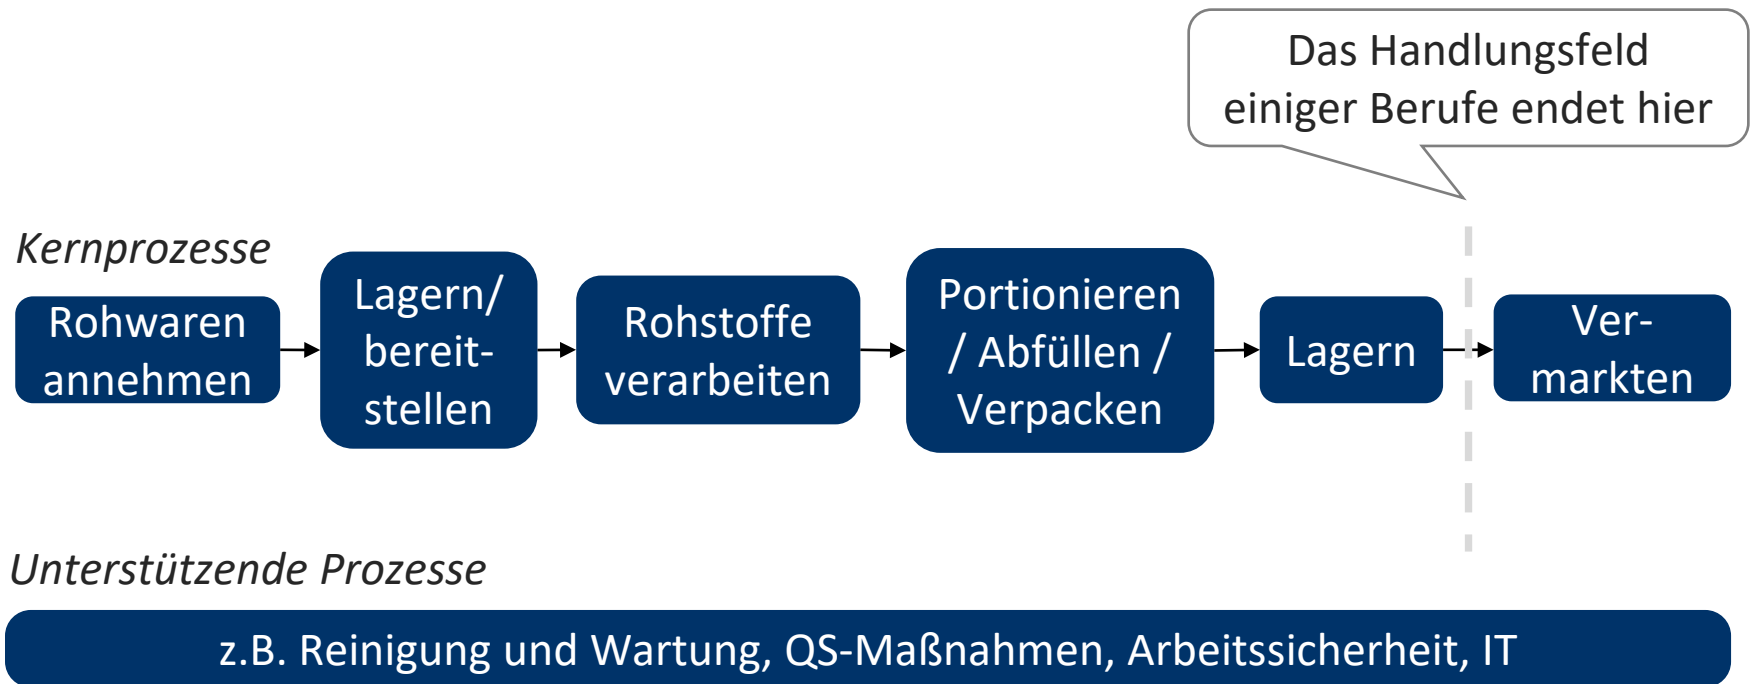 Das Handlungsfeld
einiger Berufe endet hier
Kernprozesse
Rohwaren
annehmen
Lagern/
bereit-
stellen
Rohstoffe
verarbeiten
Portionieren
/ Abfüllen /
Verpacken
Lagern
Ver-
markten
Unterstützende Prozesse
z.B. Reinigung und Wartung, QS-Maßnahmen, Arbeitssicherheit, IT